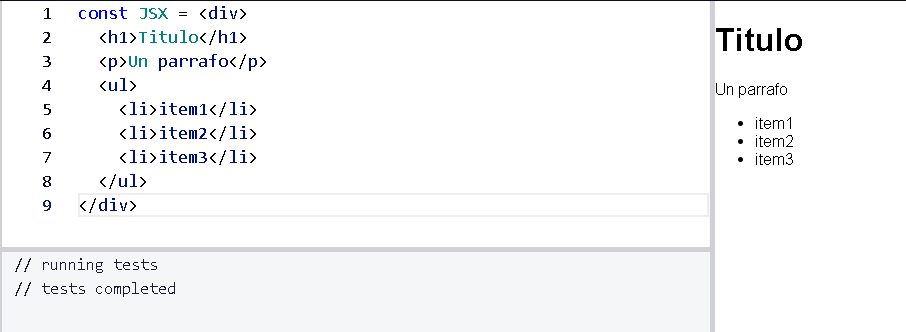 1 const JSX = <div>
2   <h1>Titulo</h1>
3   <p>Un parrafo</p>
4   <ul>
5     <li>item1</li>
6     <li>item2</li>
7     <li>item3</li>
8   </ul>
9 </div>
// running tests
// tests completed
Titulo
Un parrafo
• item1
• item2
• item3